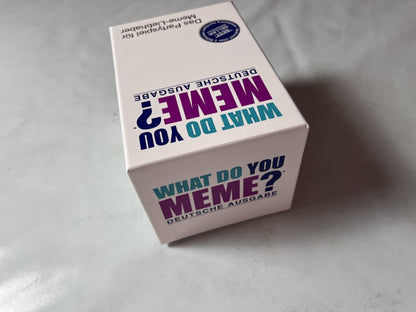 Das Partyspiel für
Meme-Liebhaber
WHAT DO YOU
MEME?
DEUTSCHE AUSGABE
WHAT DO YOU
MEME?
DEUTSCHE AUSGABE